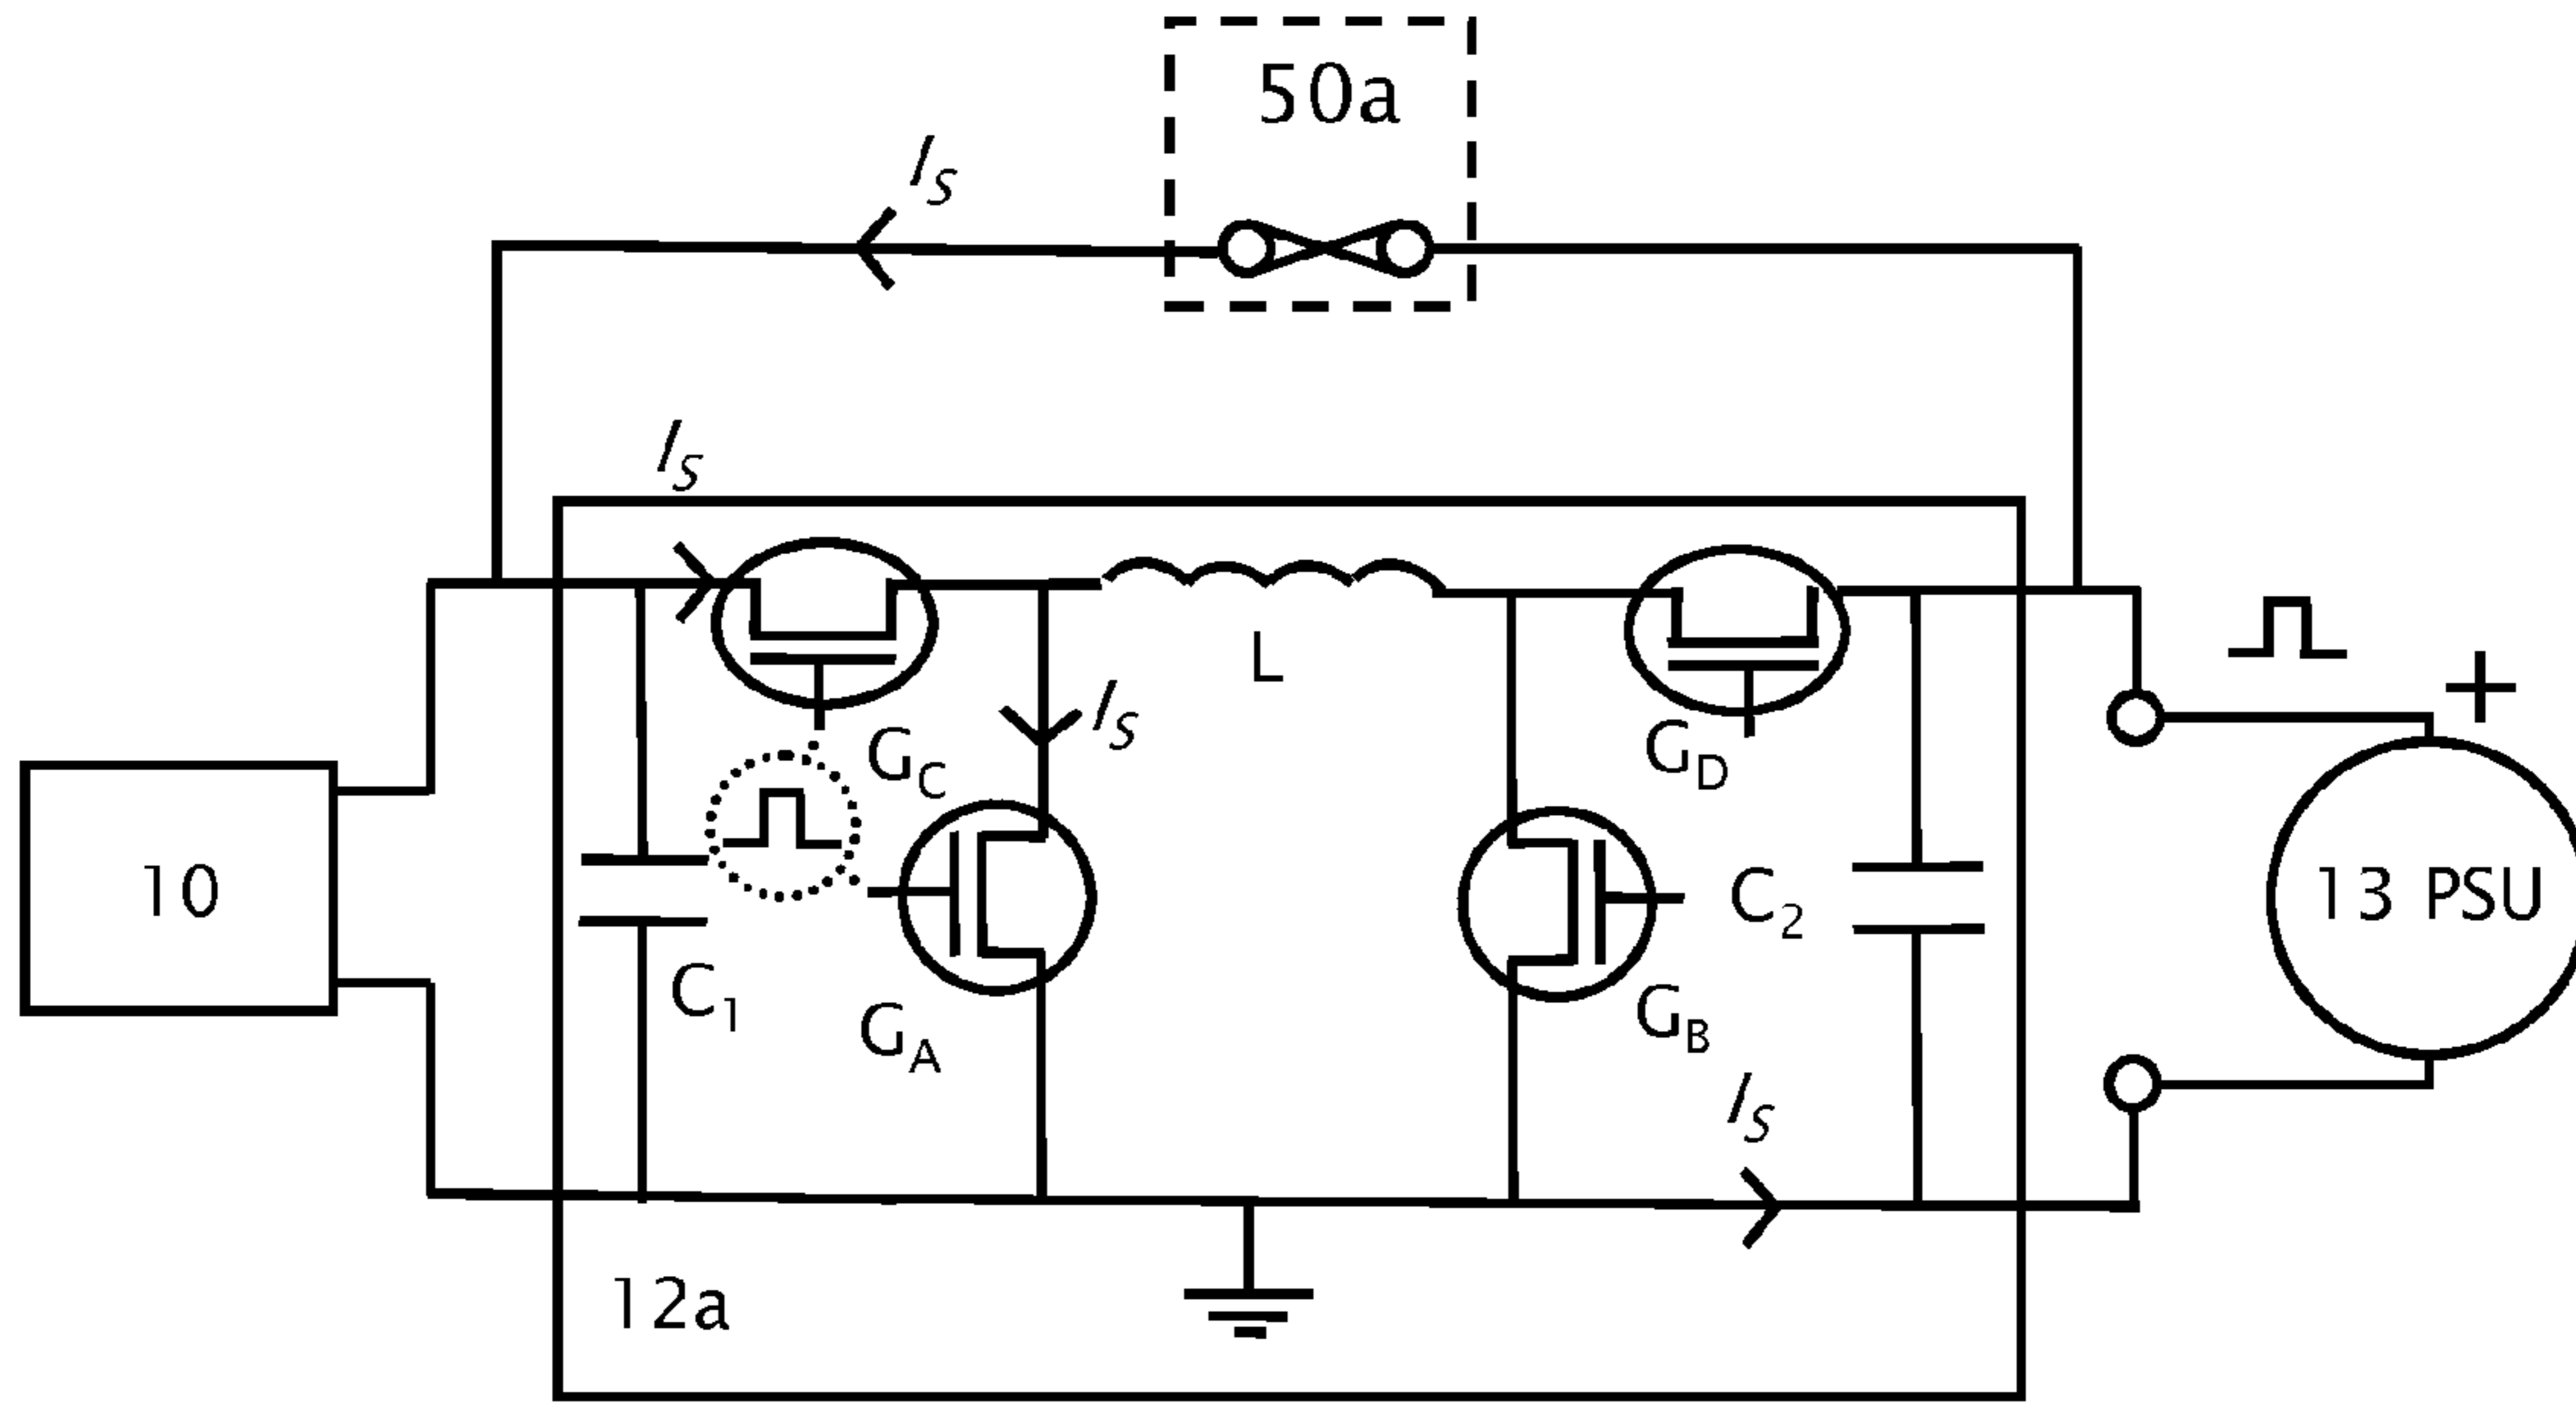 50a
I_S
I_S
L
I_S
G_C
G_D
+
10
C_2
13 PSU
C_1
G_A
G_B
I_S
12a